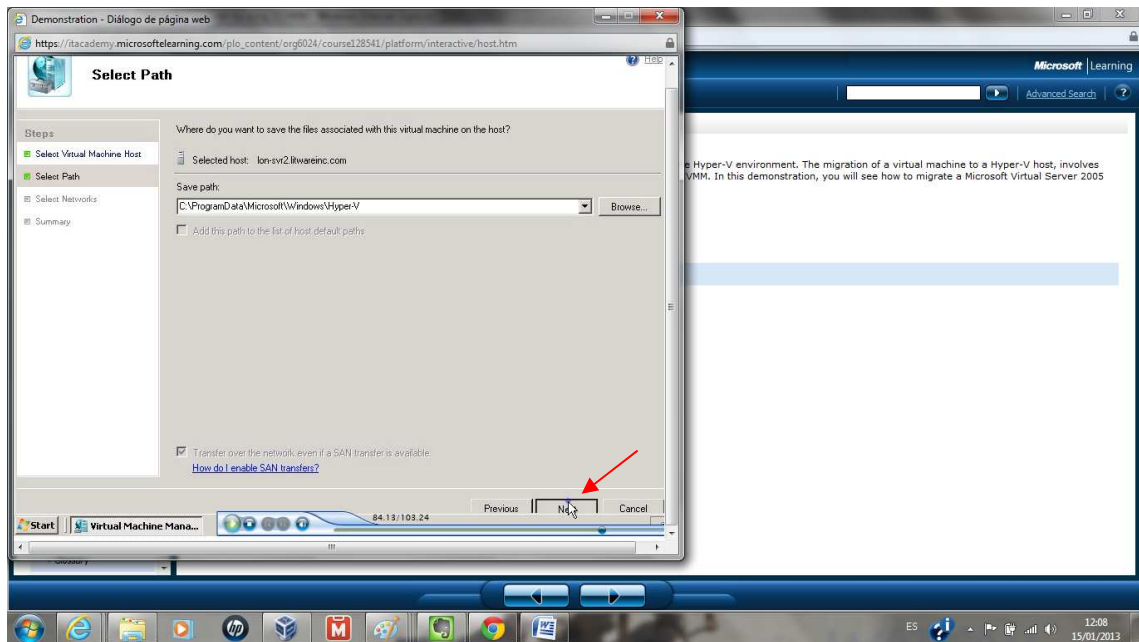 Demonstration - Diálogo de página web
https://itacademy.microsoftelearning.com/plo_content/org6024/course128541/platform/interactive/host.htm
Select Path
Help
Steps
Select Virtual Machine Host
Select Path
Select Networks
Summary
Where do you want to save the files associated with this virtual machine on the host?
Selected host: lon-svr2.litwareinc.com
Save path:
C:\ProgramData\Microsoft\Windows\Hyper-V
Browse...
Add this path to the list of host default paths
Transfer over the network even if a SAN transfer is available.
How do I enable SAN transfers?
Previous
Cancel
Start
Virtual Machine Mana...
84.13/103.24
Microsoft Learning
Advanced Search
?
Hyper-V environment. The migration of a virtual machine to a Hyper-V host, involves
VMM. In this demonstration, you will see how to migrate a Microsoft Virtual Server 2005
hp
M
W
ES
12:08
15/01/2013